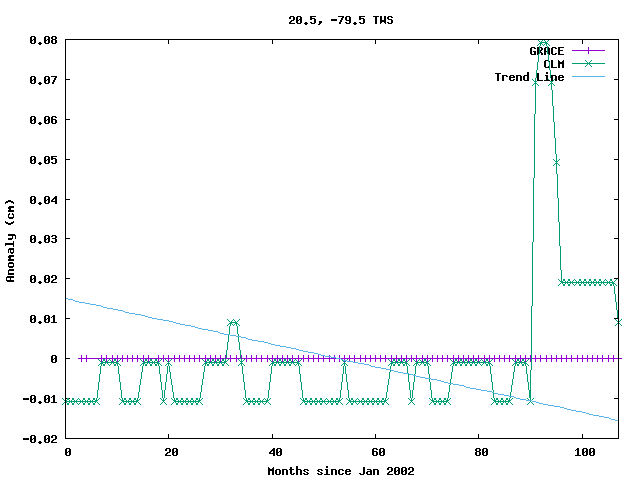 20.5, -79.5 TWS
GRACE
CLM
Trend Line
0.08
0.07
0.06
0.05
0.04
0.03
0.02
0.01
0
-0.01
-0.02
Anomaly (cm)
0 20 40 60 80 100
Months since Jan 2002